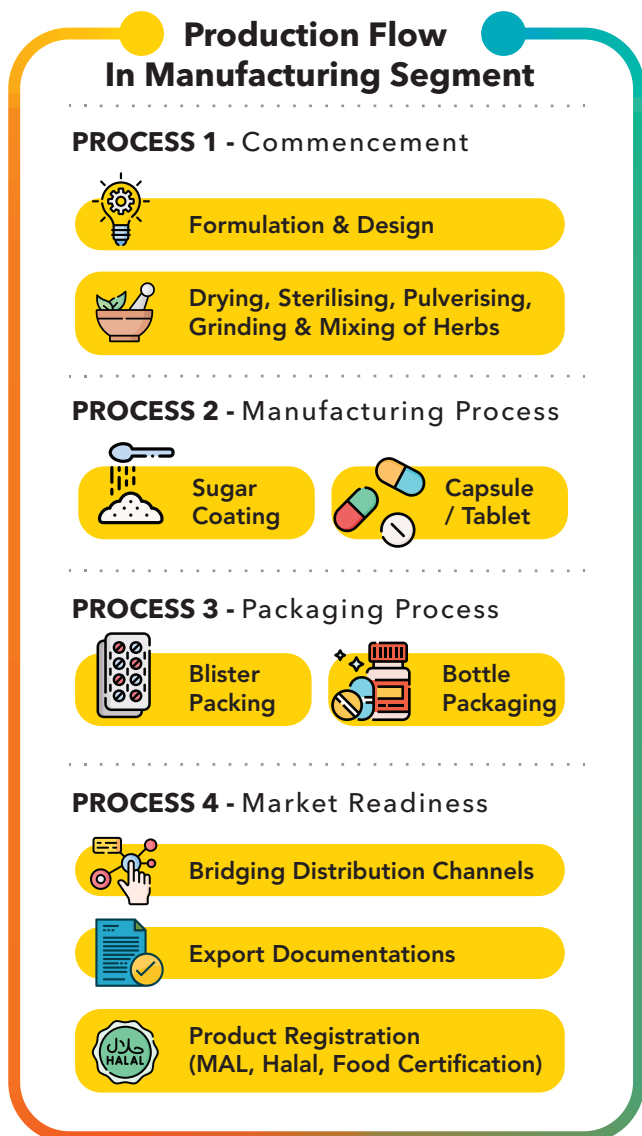 Production Flow
In Manufacturing Segment
PROCESS 1 - Commencement
Formulation & Design
Drying, Sterilising, Pulverising,
Grinding & Mixing of Herbs
PROCESS 2 - Manufacturing Process
Sugar
Coating
Capsule
/ Tablet
PROCESS 3 - Packaging Process
Blister
Packing
Bottle
Packaging
PROCESS 4 - Market Readiness
Bridging Distribution Channels
Export Documentations
حلال
HALAL
Product Registration
(MAL, Halal, Food Certification)